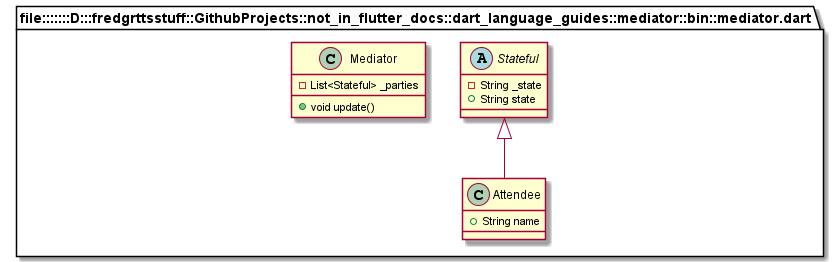 file:::::::D:::fredgrttsstuff::GithubProjects::not_in_flutter_docs::dart_language_guides::mediator::bin::mediator.dart
C Mediator
List<Stateful> _parties
void update()
A Stateful
String _state
String state
C Attendee
String name